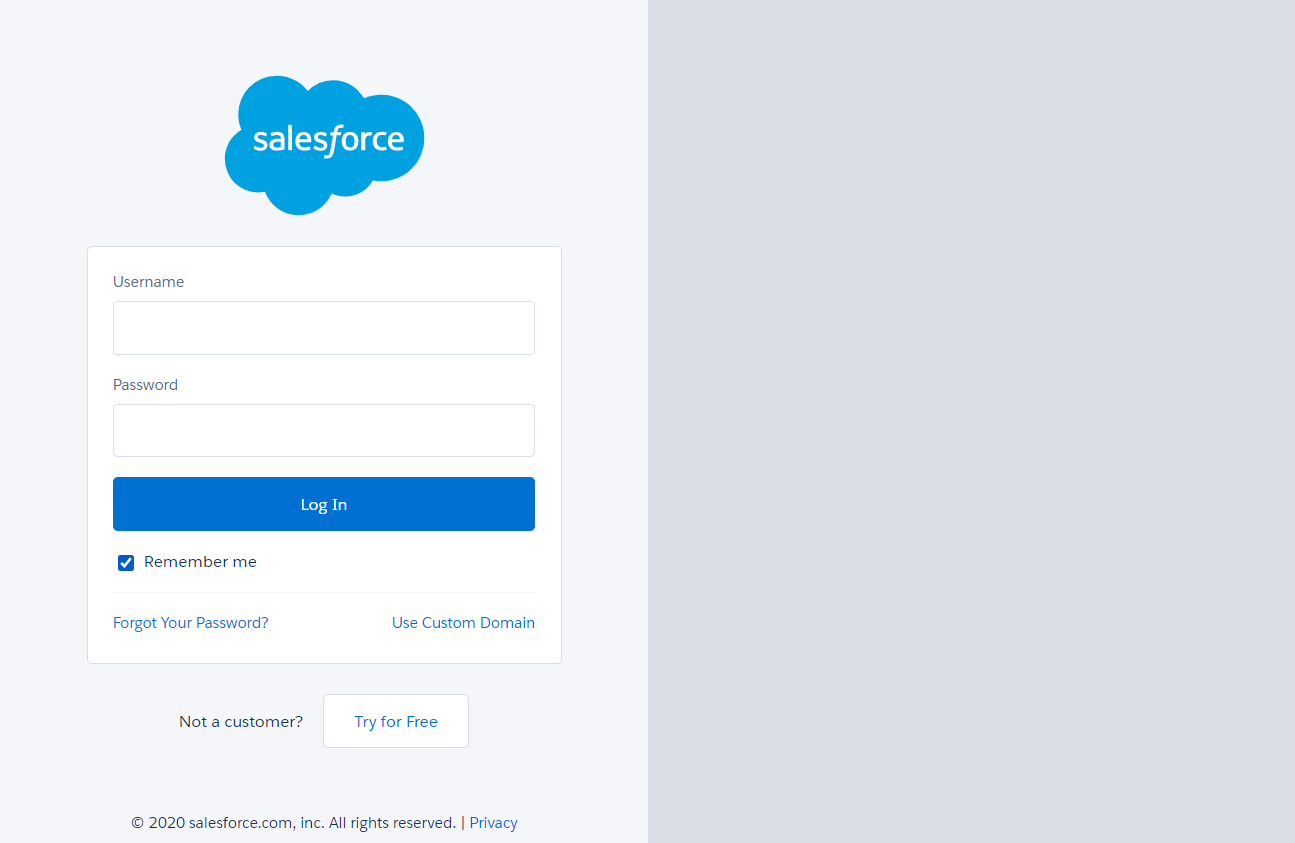 salesforce
Username
Password
Log In
Remember me
Forgot Your Password? Use Custom Domain
Not a customer? Try for Free
© 2020 salesforce.com, inc. All rights reserved. | Privacy